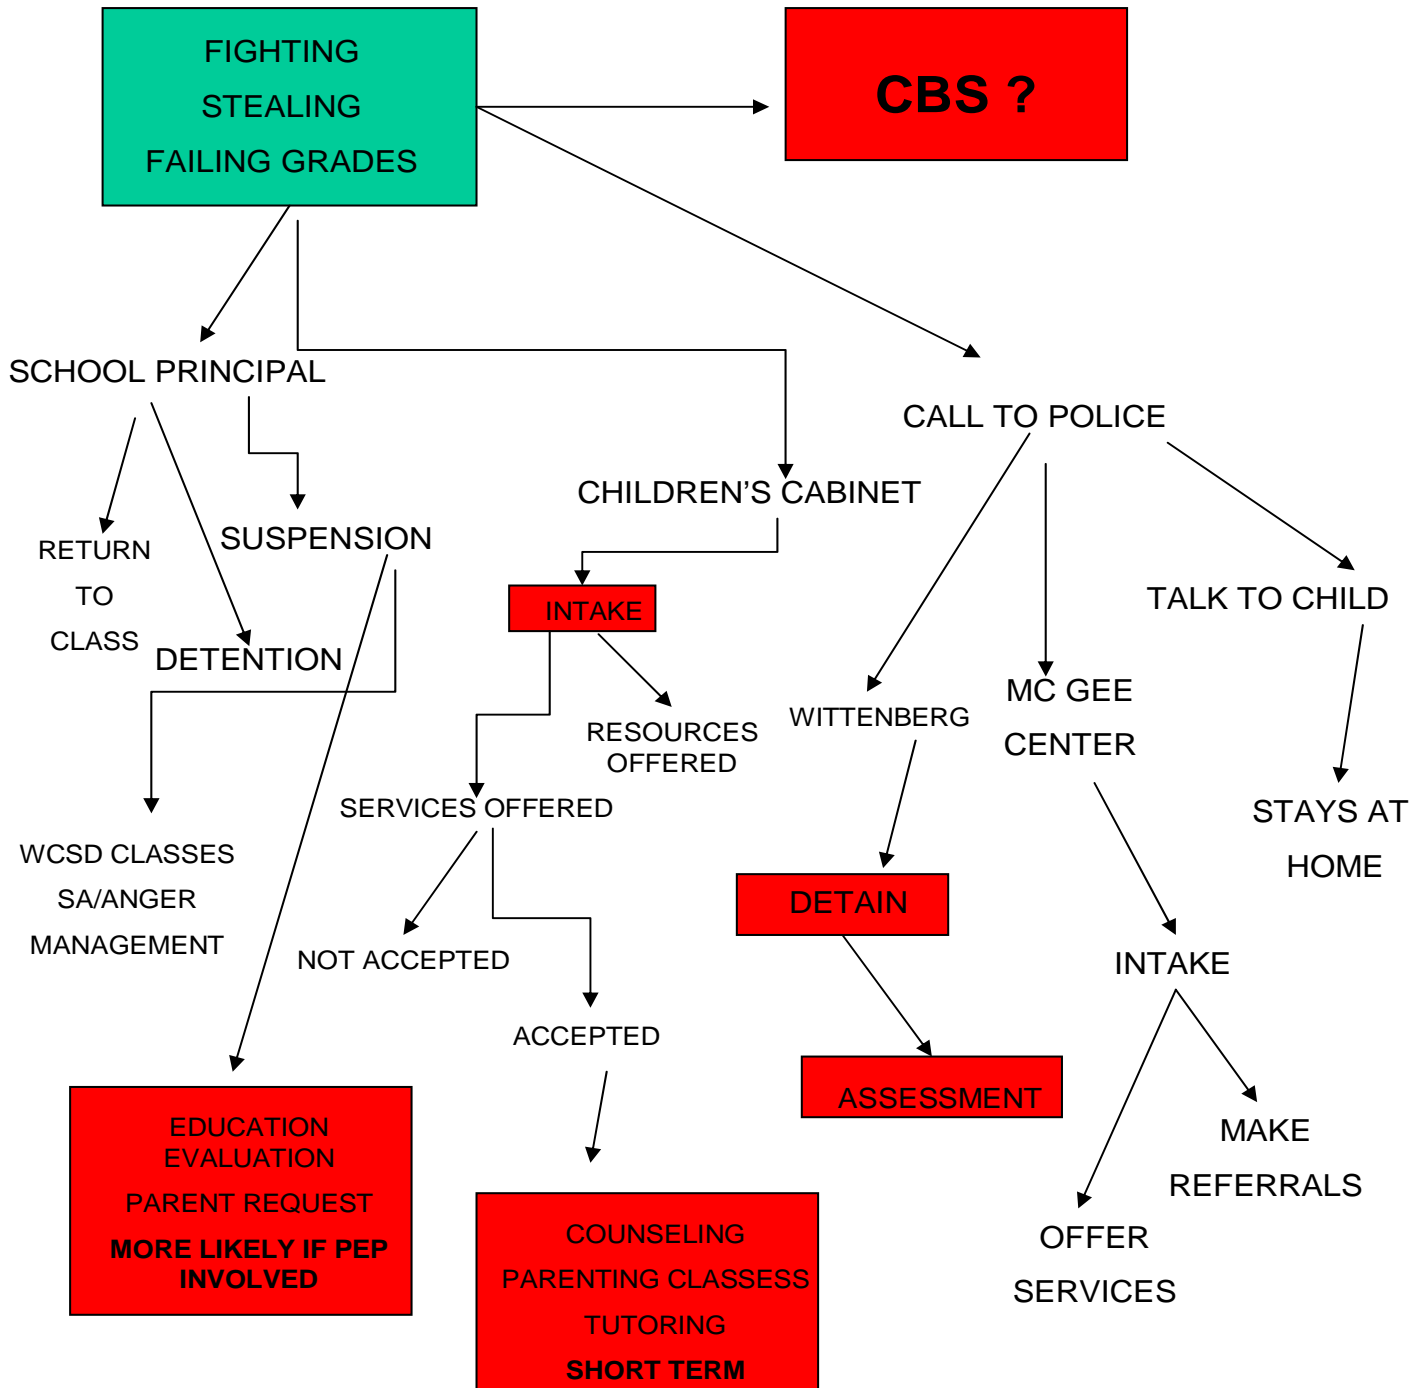 FIGHTING
STEALING
FAILING GRADES
CBS ?
SCHOOL PRINCIPAL
CALL TO POLICE
CHILDREN'S CABINET
RETURN
TO
CLASS
SUSPENSION
DETENTION
INTAKE
TALK TO CHILD
RESOURCES
OFFERED
WITTENBERG
MC GEE
CENTER
SERVICES OFFERED
STAYS AT
HOME
WCSD CLASSES
SA/ANGER
MANAGEMENT
NOT ACCEPTED
ACCEPTED
DETAIN
INTAKE
ASSESSMENT
MAKE
REFERRALS
OFFER
SERVICES
EDUCATION
EVALUATION
PARENT REQUEST
MORE LIKELY IF PEP
INVOLVED
COUNSELING
PARENTING CLASSESS
TUTORING
SHORT TERM